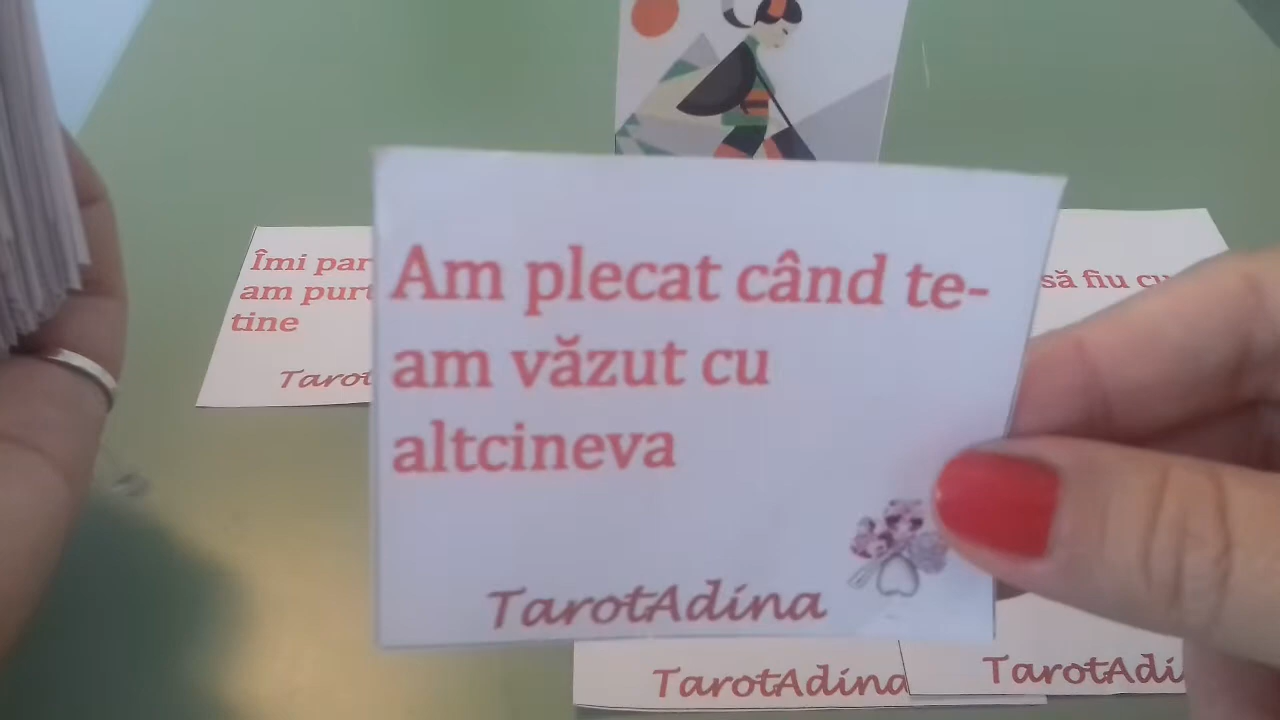 Îmi par
am purt
tine
Tarot
Am plecat când te-
am văzut cu
altcineva
TarotAdina
să fiu cu
TarotAdina
TarotAdi